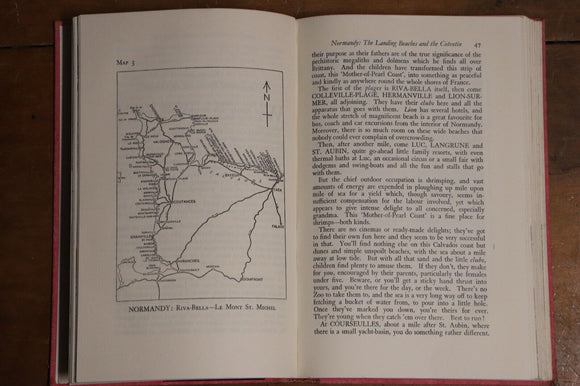 MAP 3
CAEN
COUTANCES
GRANVILLE
AVRANCHES
FALAISE
DOMFRONT
NORMANDY: RIVA-BELLA—LE MONT ST. MICHEL
Normandy: The Landing Beaches and the Cotentin 47
their purpose as their fathers are of the true significance of the
prehistoric megaliths and dolmens which he finds all over
Brittany. And the children have transformed this strip of
coast, this 'Mother-of-Pearl Coast', into something as peaceful
and kindly as anywhere round the whole shores of France.
The first of the plages is RIVA-BELLA itself, then come
COLLEVILLE-PLAGE, HERMANVILLE and LION-SUR-
MER, all adjoining. They have their clubs here and all the
apparatus that goes with them. Lion has several hotels, and
the whole stretch of magnificent beach is a great favourite for
bus, coach and car excursions from the interior of Normandy.
Moreover, there is so much room on these wide beaches that
nobody could ever complain of overcrowding.
Then, after another mile, come LUC, LANGRUNE and
ST. AUBIN, quite go-ahead little family resorts, with even
thermal baths at Luc, an occasional circus or a small fair with
dodgems and swing-boats and all the fun and stalls that go
with them.
But the chief outdoor occupation is shrimping, and vast
amounts of energy are expended in ploughing up mile upon
mile of sea for a yield which, though savoury, seems in-
sufficient compensation for the labour involved, yet which
appears to give intense delight to all concerned, especially
grandma. This 'Mother-of-Pearl Coast' is a fine place for
shrimps—both kinds.
There are no cinemas or ready-made delights; they've got
to find their own fun here and they seem to be very successful
doing it. You'll find nothing else on this Calvados coast but
dunes and simple unspoilt beaches, with the sea about a mile
away at low tide. But with all that sand and the little clubs,
children find plenty to amuse them. If they don't, they make
for you, encouraged by their parents, particularly the females
under five. Beware, or you'll get a sticky hand thrust into
yours, and you're there for the day, or the week. There's no
Zoo to take them to, and the sea is a very long way off to keep
fetching a bucket of water from, to pour into a little hole.
Once they've marked you down, you're theirs for ever.
They're young when they catch 'em over there. Best to run!
At COURSEULLES, about a mile after St. Aubin, where
there is a small yacht-basin, you do something rather different.